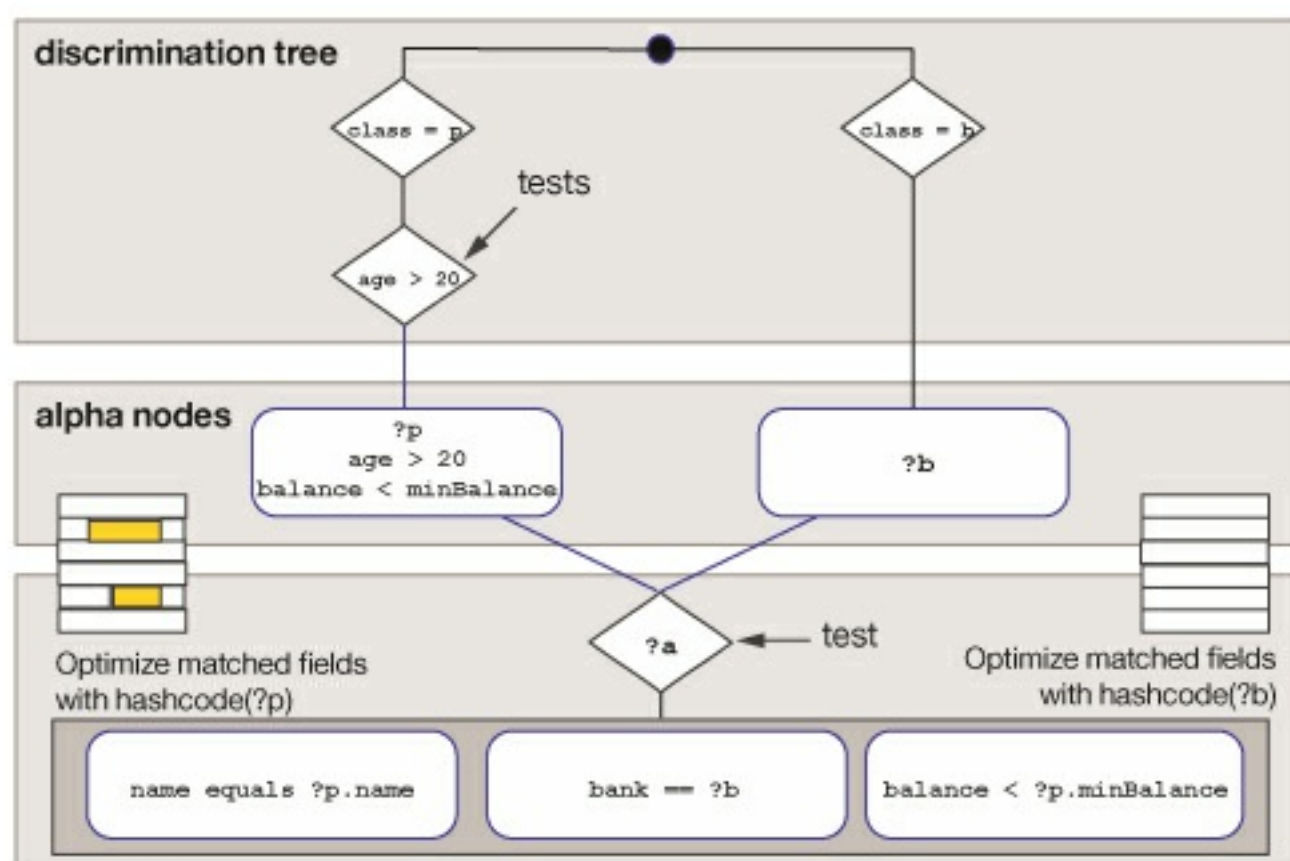 discrimination tree
class = p
class = b
tests
age > 20
alpha nodes
?p
age > 20
balance < minBalance
?b
?a
test
Optimize matched fields
with hashcode(?p)
Optimize matched fields
with hashcode(?b)
name equals ?p.name
bank == ?b
balance < ?p.minBalance